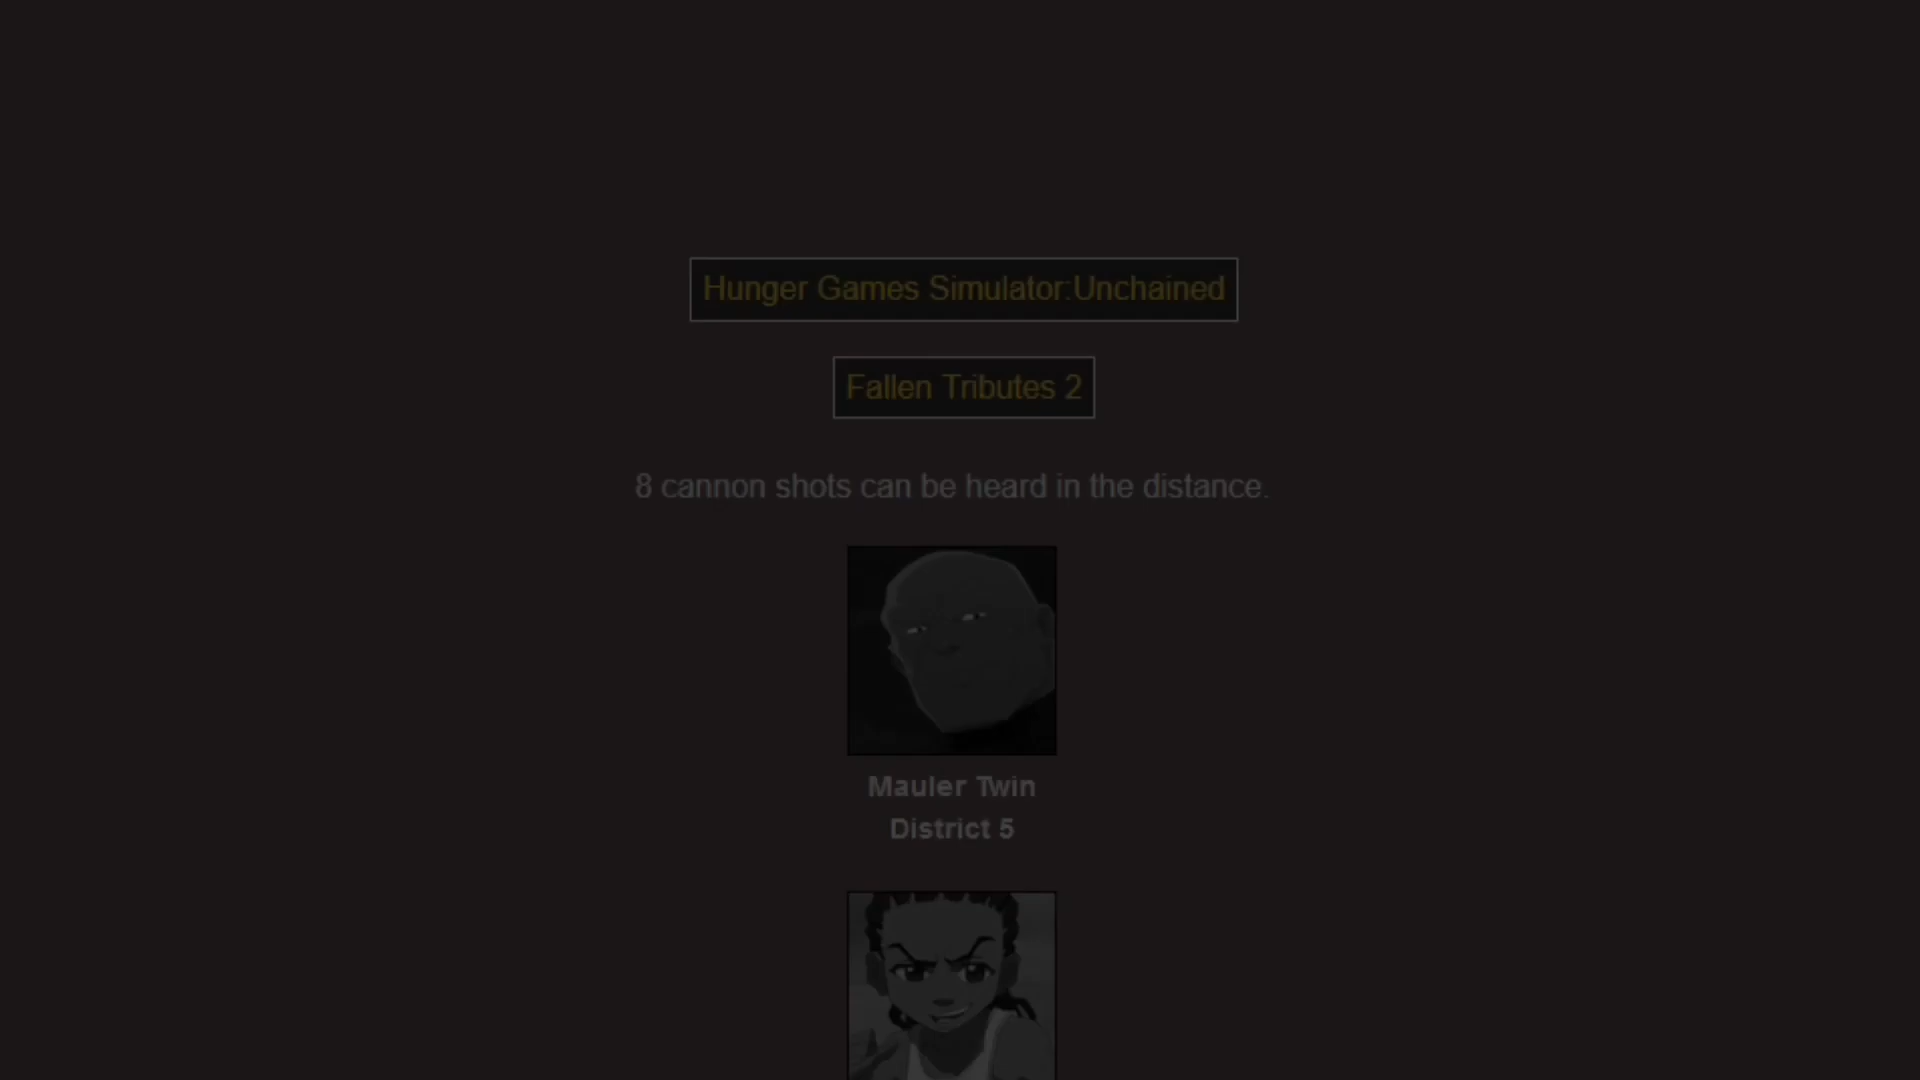 Hunger Games Simulator:Unchained
Fallen Tributes 2
8 cannon shots can be heard in the distance.
Mauler Twin
District 5